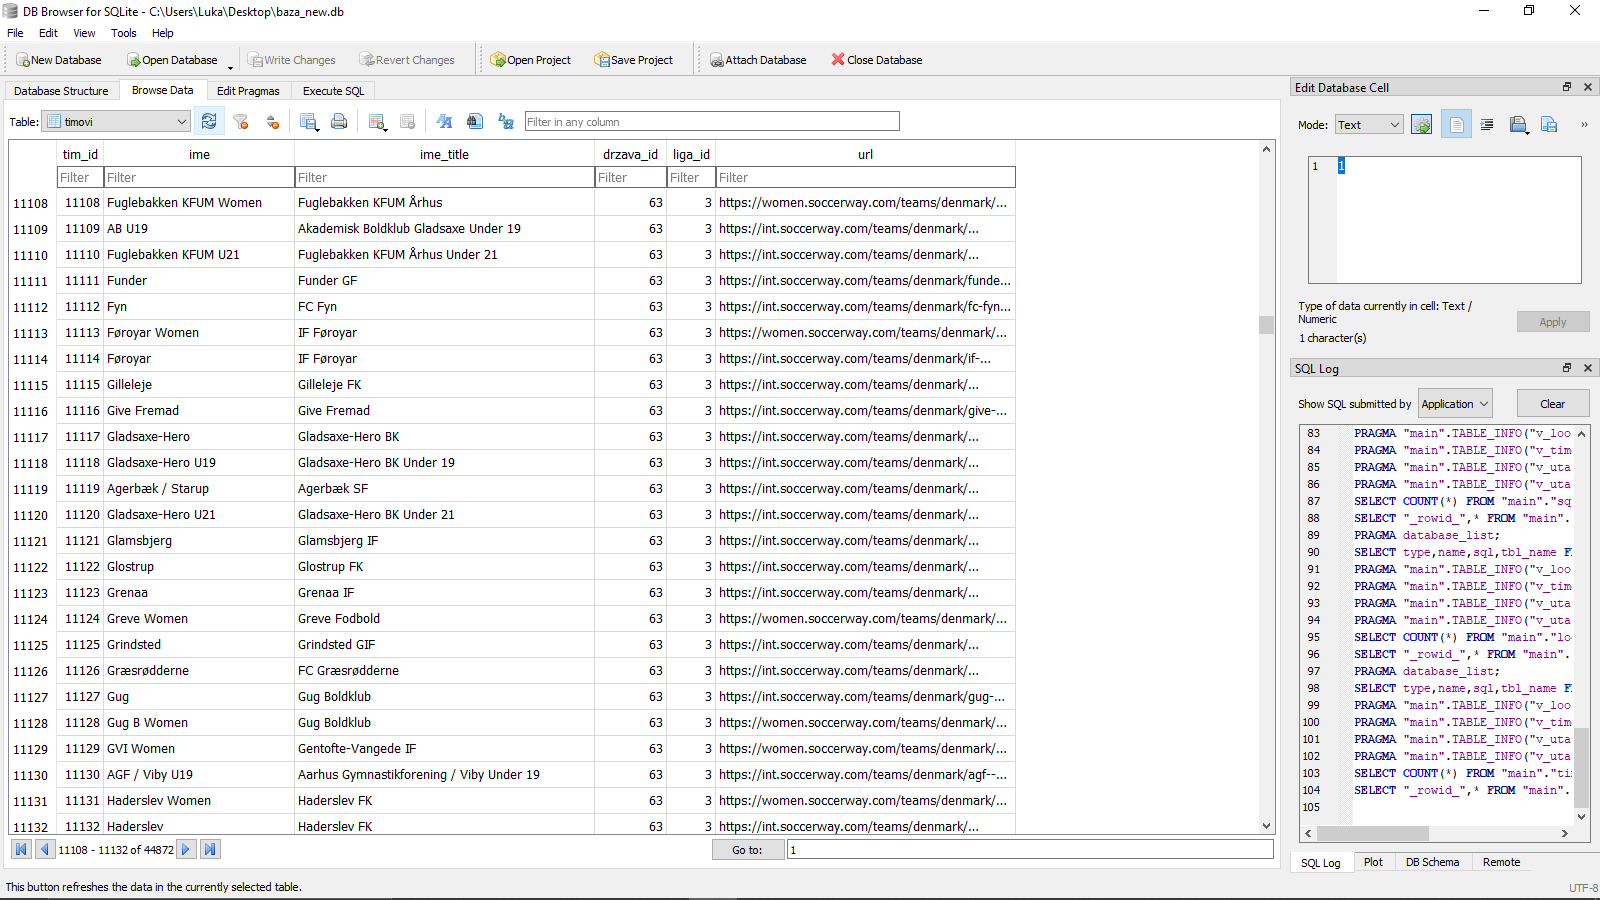 DB Browser for SQLite - C:\Users\Luka\Desktop\baza_new.db
File Edit View Tools Help
New Database Open Database Write Changes Revert Changes Open Project Save Project Attach Database Close Database
Database Structure Browse Data Edit Pragmas Execute SQL
Table: timovi Filter in any column
tim_id ime ime_title drzava_id liga_id url
Filter Filter Filter Filter Filter Filter
11108 11108 Fuglebakken KFUM Women Fuglebakken KFUM Århus 63 3 https://women.soccerway.com/teams/denmark/...
11109 11109 AB U19 Akademisk Boldklub Gladsaxe Under 19 63 3 https://int.soccerway.com/teams/denmark/...
11110 11110 Fuglebakken KFUM U21 Fuglebakken KFUM Århus Under 21 63 3 https://int.soccerway.com/teams/denmark/...
11111 11111 Funder Funder GF 63 3 https://int.soccerway.com/teams/denmark/funde...
11112 11112 Fyn FC Fyn 63 3 https://int.soccerway.com/teams/denmark/fc-fyn...
11113 11113 Føroyar Women IF Føroyar 63 3 https://women.soccerway.com/teams/denmark/...
11114 11114 Føroyar IF Føroyar 63 3 https://int.soccerway.com/teams/denmark/if-...
11115 11115 Gilleleje Gilleleje FK 63 3 https://int.soccerway.com/teams/denmark/...
11116 11116 Give Fremad Give Fremad 63 3 https://int.soccerway.com/teams/denmark/give-...
11117 11117 Gladsaxe-Hero Gladsaxe-Hero BK 63 3 https://int.soccerway.com/teams/denmark/...
11118 11118 Gladsaxe-Hero U19 Gladsaxe-Hero BK Under 19 63 3 https://int.soccerway.com/teams/denmark/...
11119 11119 Agerbæk / Starup Agerbæk SF 63 3 https://int.soccerway.com/teams/denmark/...
11120 11120 Gladsaxe-Hero U21 Gladsaxe-Hero BK Under 21 63 3 https://int.soccerway.com/teams/denmark/...
11121 11121 Glamsbjerg Glamsbjerg IF 63 3 https://int.soccerway.com/teams/denmark/...
11122 11122 Glostrup Glostrup FK 63 3 https://int.soccerway.com/teams/denmark/...
11123 11123 Grenaa Grenaa IF 63 3 https://int.soccerway.com/teams/denmark/...
11124 11124 Greve Women Greve Fodbold 63 3 https://women.soccerway.com/teams/denmark/...
11125 11125 Grindsted Grindsted GIF 63 3 https://int.soccerway.com/teams/denmark/...
11126 11126 Græsrødderne FC Græsrødderne 63 3 https://int.soccerway.com/teams/denmark/...
11127 11127 Gug Gug Boldklub 63 3 https://int.soccerway.com/teams/denmark/gug-...
11128 11128 Gug B Women Gug Boldklub 63 3 https://women.soccerway.com/teams/denmark/...
11129 11129 GVI Women Gentofte-Vangede IF 63 3 https://women.soccerway.com/teams/denmark/...
11130 11130 AGF / Viby U19 Aarhus Gymnastikforening / Viby Under 19 63 3 https://int.soccerway.com/teams/denmark/agf--...
11131 11131 Haderslev Women Haderslev FK 63 3 https://women.soccerway.com/teams/denmark/...
11132 11132 Haderslev Haderslev FK 63 3 https://int.soccerway.com/teams/denmark/...
11108 - 11132 of 44872 Go to: 1
This button refreshes the data in the currently selected table.
Edit Database Cell
Mode: Text »
1 1
Type of data currently in cell: Text /
Numeric
1 character(s)
Apply
SQL Log
Show SQL submitted by Application Clear
83 PRAGMA "main".TABLE_INFO("v_loo
84 PRAGMA "main".TABLE_INFO("v_tim
85 PRAGMA "main".TABLE_INFO("v_uta
86 PRAGMA "main".TABLE_INFO("v_uta
87 SELECT COUNT(*) FROM "main"."sq
88 SELECT "_rowid_",* FROM "main".
89 PRAGMA database_list;
90 SELECT type,name,sql,tbl_name F
91 PRAGMA "main".TABLE_INFO("v_loo
92 PRAGMA "main".TABLE_INFO("v_tim
93 PRAGMA "main".TABLE_INFO("v_uta
94 PRAGMA "main".TABLE_INFO("v_uta
95 SELECT COUNT(*) FROM "main"."lo
96 SELECT "_rowid_",* FROM "main".
97 PRAGMA database_list;
98 SELECT type,name,sql,tbl_name F
99 PRAGMA "main".TABLE_INFO("v_loo
100 PRAGMA "main".TABLE_INFO("v_tim
101 PRAGMA "main".TABLE_INFO("v_uta
102 PRAGMA "main".TABLE_INFO("v_uta
103 SELECT COUNT(*) FROM "main"."ti
104 SELECT "_rowid_",* FROM "main".
105
SQL Log Plot DB Schema Remote
UTF-8